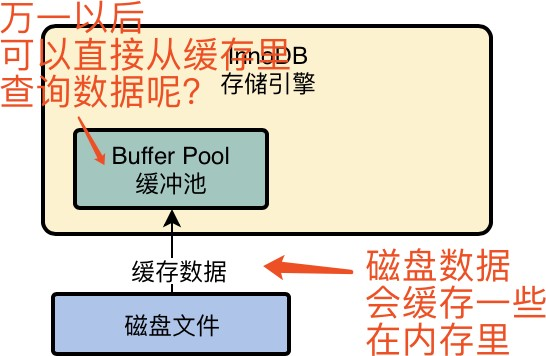 万一以后
可以直接从缓存里
查询数据呢?
InnoDB
存储引擎
Buffer Pool
缓冲池
缓存数据
磁盘数据
会缓存一些
在内存里
磁盘文件